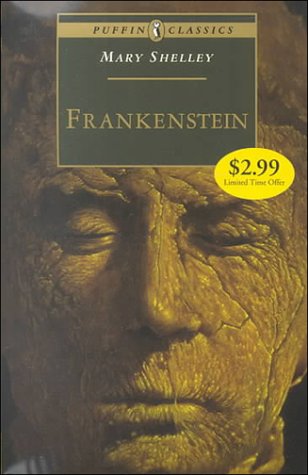 PUFFIN CLASSICS
MARY SHELLEY
FRANKENSTEIN
$2.99
Limited Time Offer